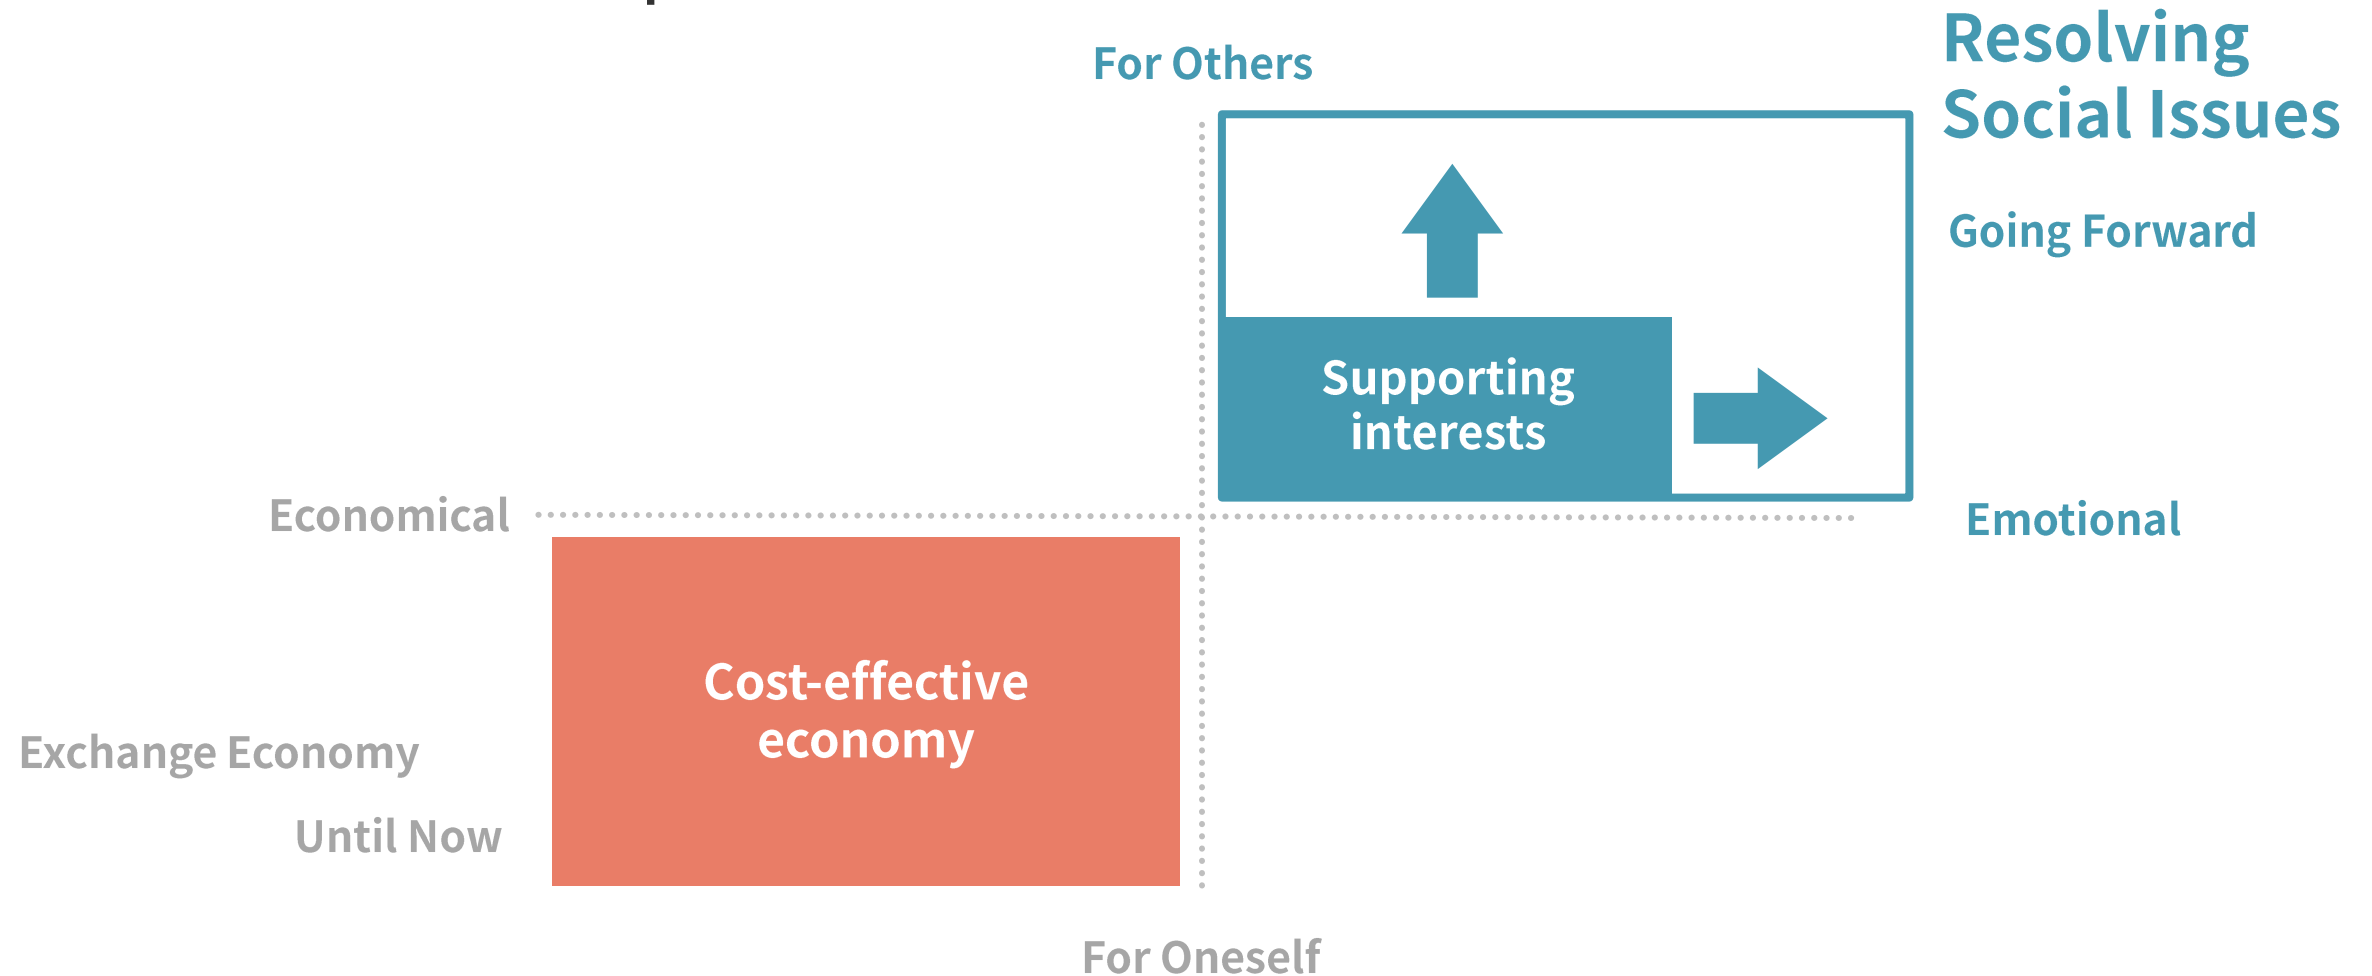 For Others
Resolving
Social Issues
Going Forward
Supporting
interests
Economical
Emotional
Cost-effective
economy
Exchange Economy
Until Now
For Oneself